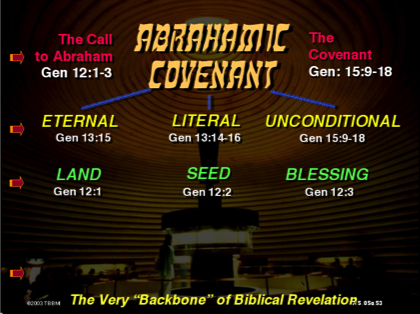 The Call
to Abraham
Gen 12:1-3
ABRAHAMIC
COVENANT
The
Covenant
Gen: 15:9-18
ETERNAL
Gen 13:15
LITERAL
Gen 13:14-16
UNCONDITIONAL
Gen 15:9-18
LAND
Gen 12:1
SEED
Gen 12:2
BLESSING
Gen 12:3
©2003 TBBMI
The Very “Backbone” of Biblical Revelation